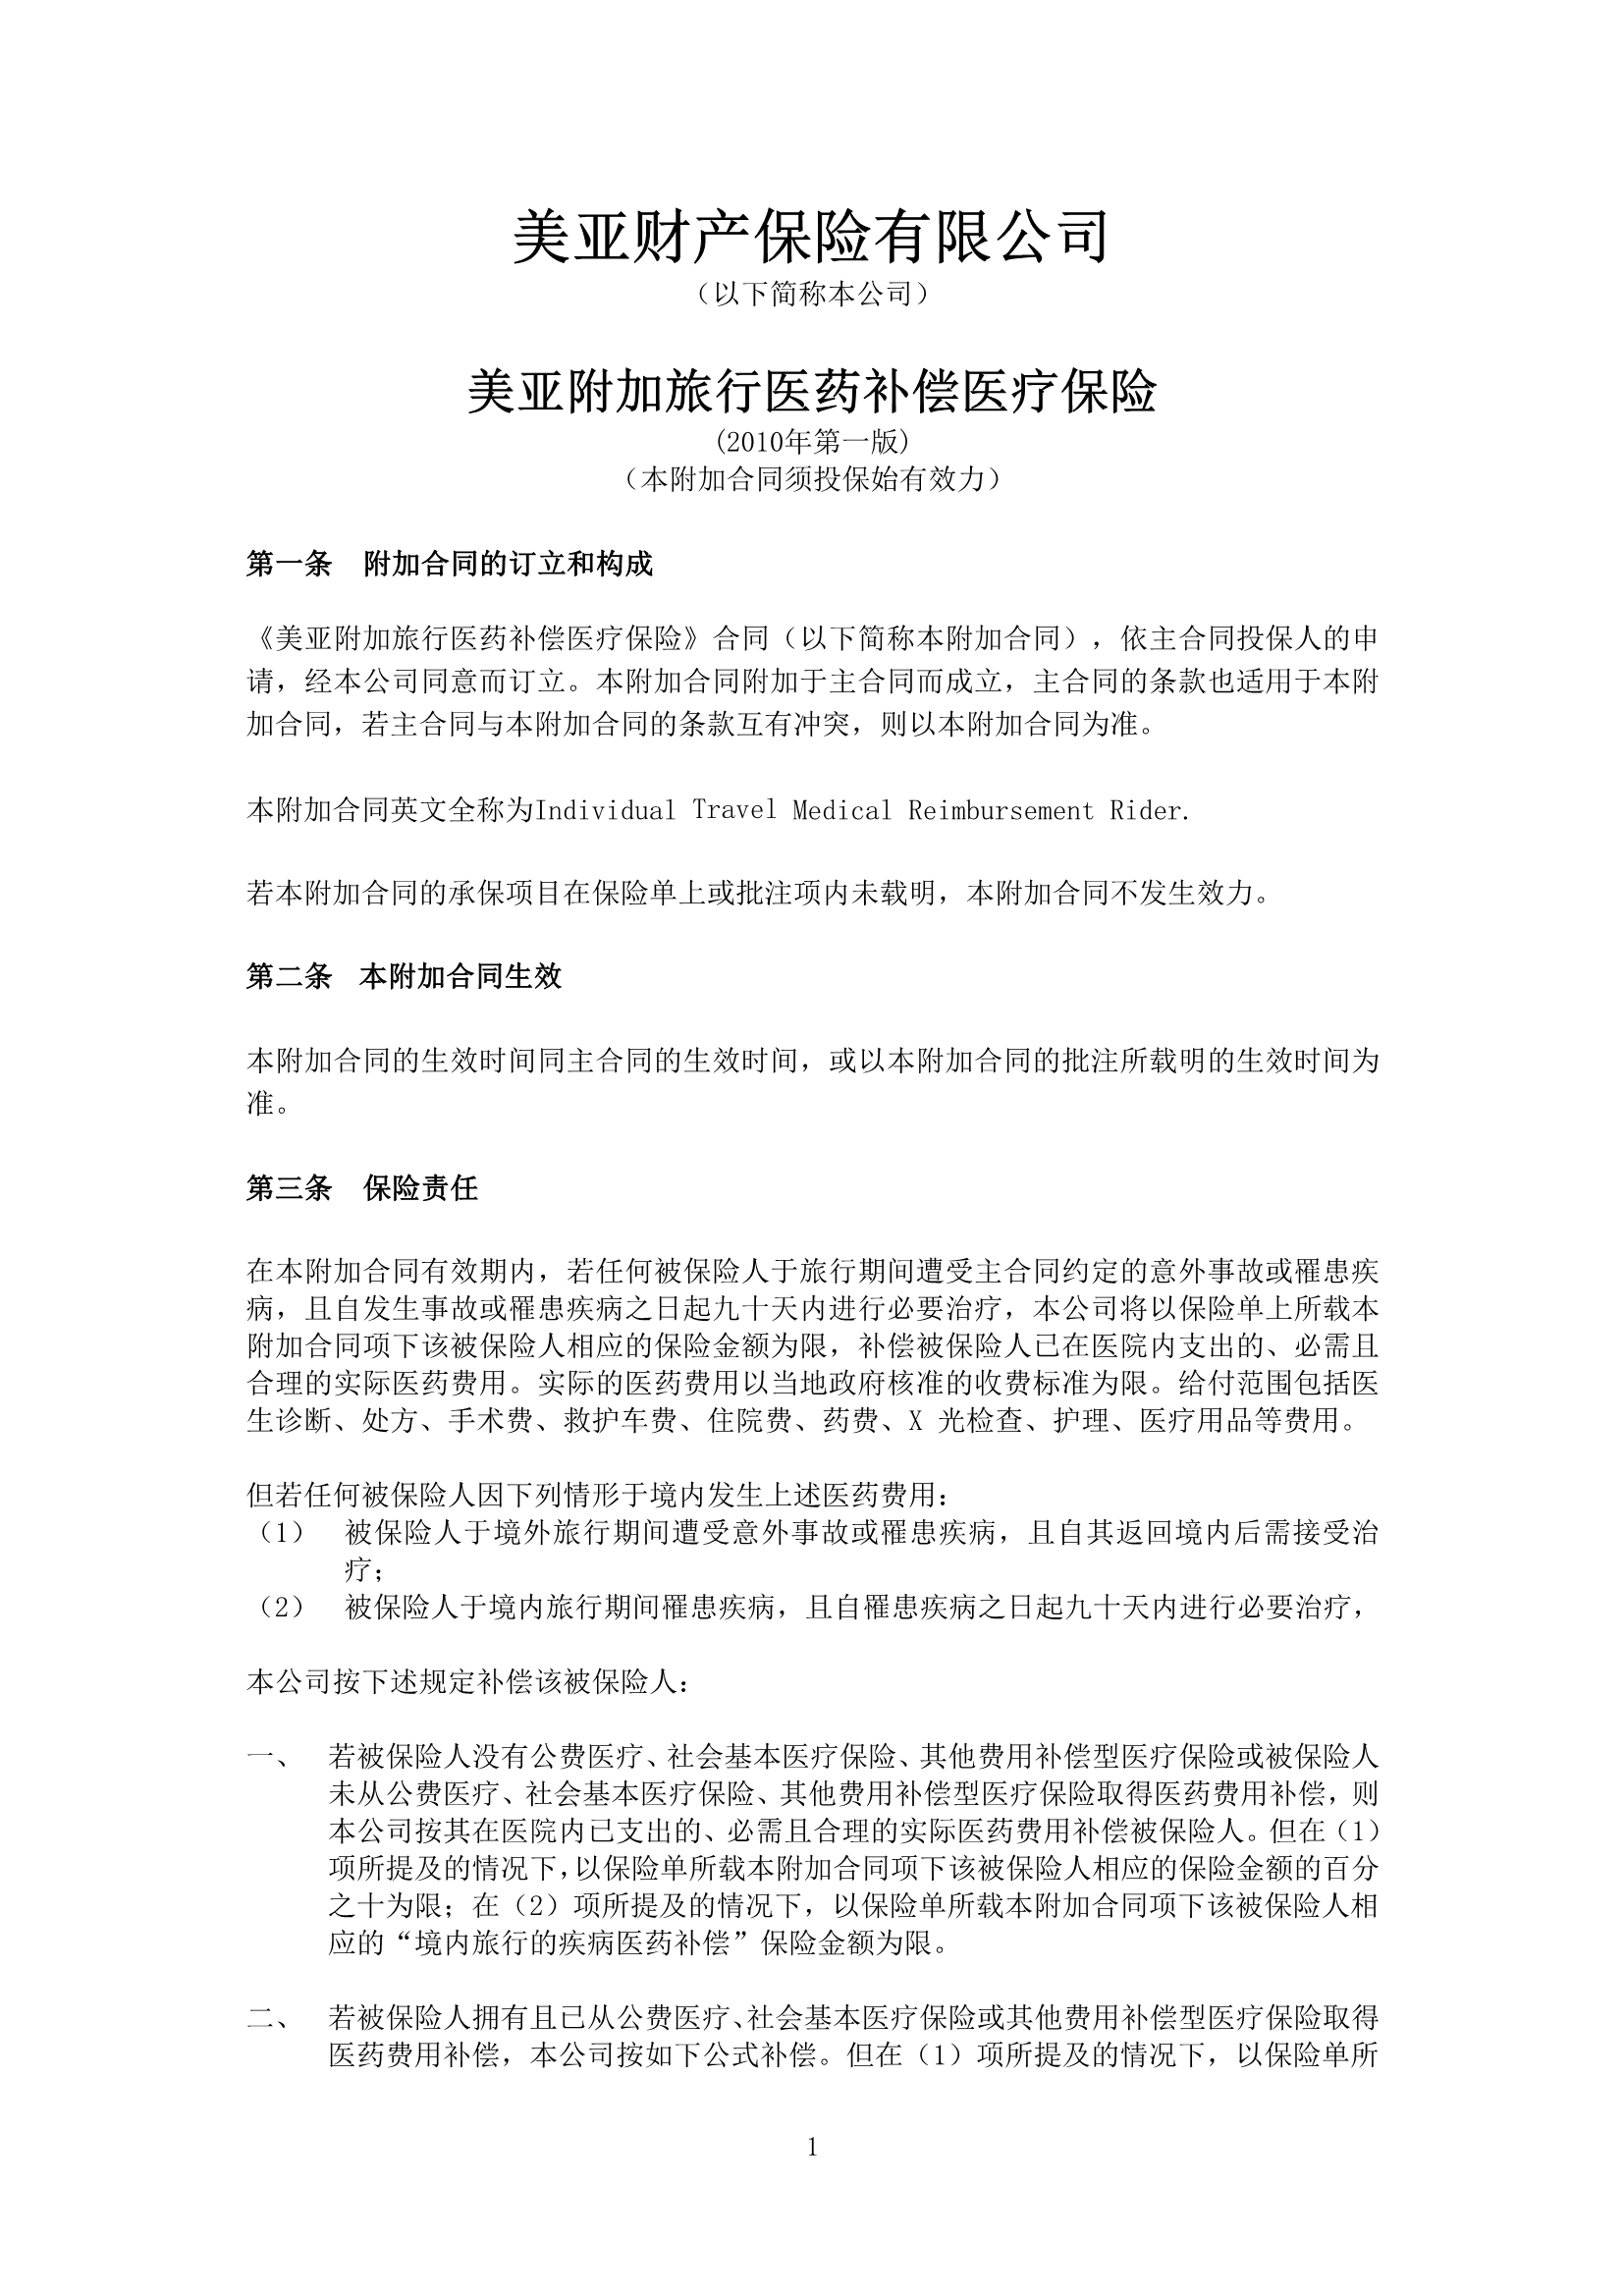 美亚财产保险有限公司
（以下简称本公司）
美亚附加旅行医药补偿医疗保险
(2010年第一版)
（本附加合同须投保始有效力）
第一条　附加合同的订立和构成
《美亚附加旅行医药补偿医疗保险》合同（以下简称本附加合同），依主合同投保人的申
请，经本公司同意而订立。本附加合同附加于主合同而成立，主合同的条款也适用于本附
加合同，若主合同与本附加合同的条款互有冲突，则以本附加合同为准。
本附加合同英文全称为Individual Travel Medical Reimbursement Rider.
若本附加合同的承保项目在保险单上或批注项内未载明，本附加合同不发生效力。
第二条　本附加合同生效
本附加合同的生效时间同主合同的生效时间，或以本附加合同的批注所载明的生效时间为
准。
第三条　保险责任
在本附加合同有效期内，若任何被保险人于旅行期间遭受主合同约定的意外事故或罹患疾
病，且自发生事故或罹患疾病之日起九十天内进行必要治疗，本公司将以保险单上所载本
附加合同项下该被保险人相应的保险金额为限，补偿被保险人已在医院内支出的、必需且
合理的实际医药费用。实际的医药费用以当地政府核准的收费标准为限。给付范围包括医
生诊断、处方、手术费、救护车费、住院费、药费、X 光检查、护理、医疗用品等费用。
但若任何被保险人因下列情形于境内发生上述医药费用：
（1）　被保险人于境外旅行期间遭受意外事故或罹患疾病，且自其返回境内后需接受治
疗；
（2）　被保险人于境内旅行期间罹患疾病，且自罹患疾病之日起九十天内进行必要治疗，
本公司按下述规定补偿该被保险人：
一、　若被保险人没有公费医疗、社会基本医疗保险、其他费用补偿型医疗保险或被保险人
未从公费医疗、社会基本医疗保险、其他费用补偿型医疗保险取得医药费用补偿，则
本公司按其在医院内已支出的、必需且合理的实际医药费用补偿被保险人。但在（1）
项所提及的情况下，以保险单所载本附加合同项下该被保险人相应的保险金额的百分
之十为限；在（2）项所提及的情况下，以保险单所载本附加合同项下该被保险人相
应的“境内旅行的疾病医药补偿”保险金额为限。
二、　若被保险人拥有且已从公费医疗、社会基本医疗保险或其他费用补偿型医疗保险取得
医药费用补偿，本公司按如下公式补偿。但在（1）项所提及的情况下，以保险单所
1